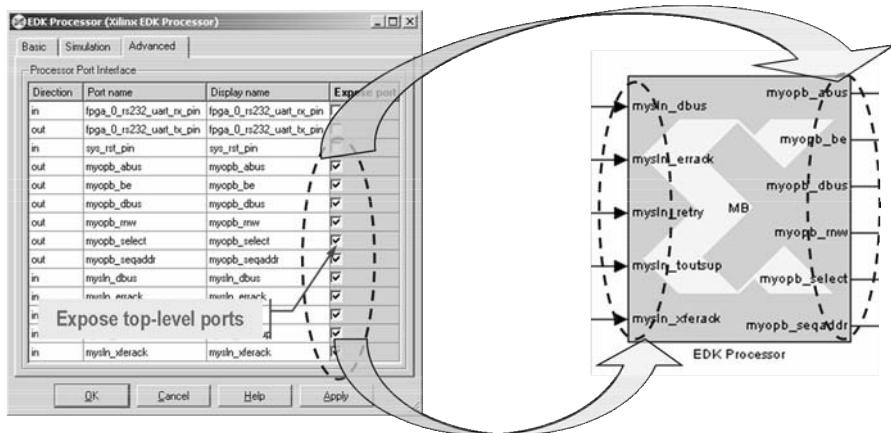 EDK Processor (Xilinx EDK Processor)
Basic Simulation Advanced
Processor Port Interface
Direction Port name Display name Expose port
in fpga_0_rs232_uart_rx_pin fpga_0_rs232_uart_rx_pin
out fpga_0_rs232_uart_tx_pin fpga_0_rs232_uart_tx_pin
in sys_rst_pin sys_rst_pin
out myopb_abus myopb_abus
out myopb_be myopb_be
out myopb_dbus myopb_dbus
out myopb_rnw myopb_rnw
out myopb_select myopb_select
out myopb_seqaddr myopb_seqaddr
in mysln_dbus mysln_dbus
in mysln_errack mysln_errack
in
Expose top-level ports
in
in mysln_xferack mysln_xferack
OK Cancel Help Apply
mysln_dbus
mysln_errack
mysln_retry
mysln_toutsup
mysln_xferack
MB
myopb_abus
myopb_be
myopb_dbus
myopb_rnw
myopb_select
myopb_seqaddr
EDK Processor